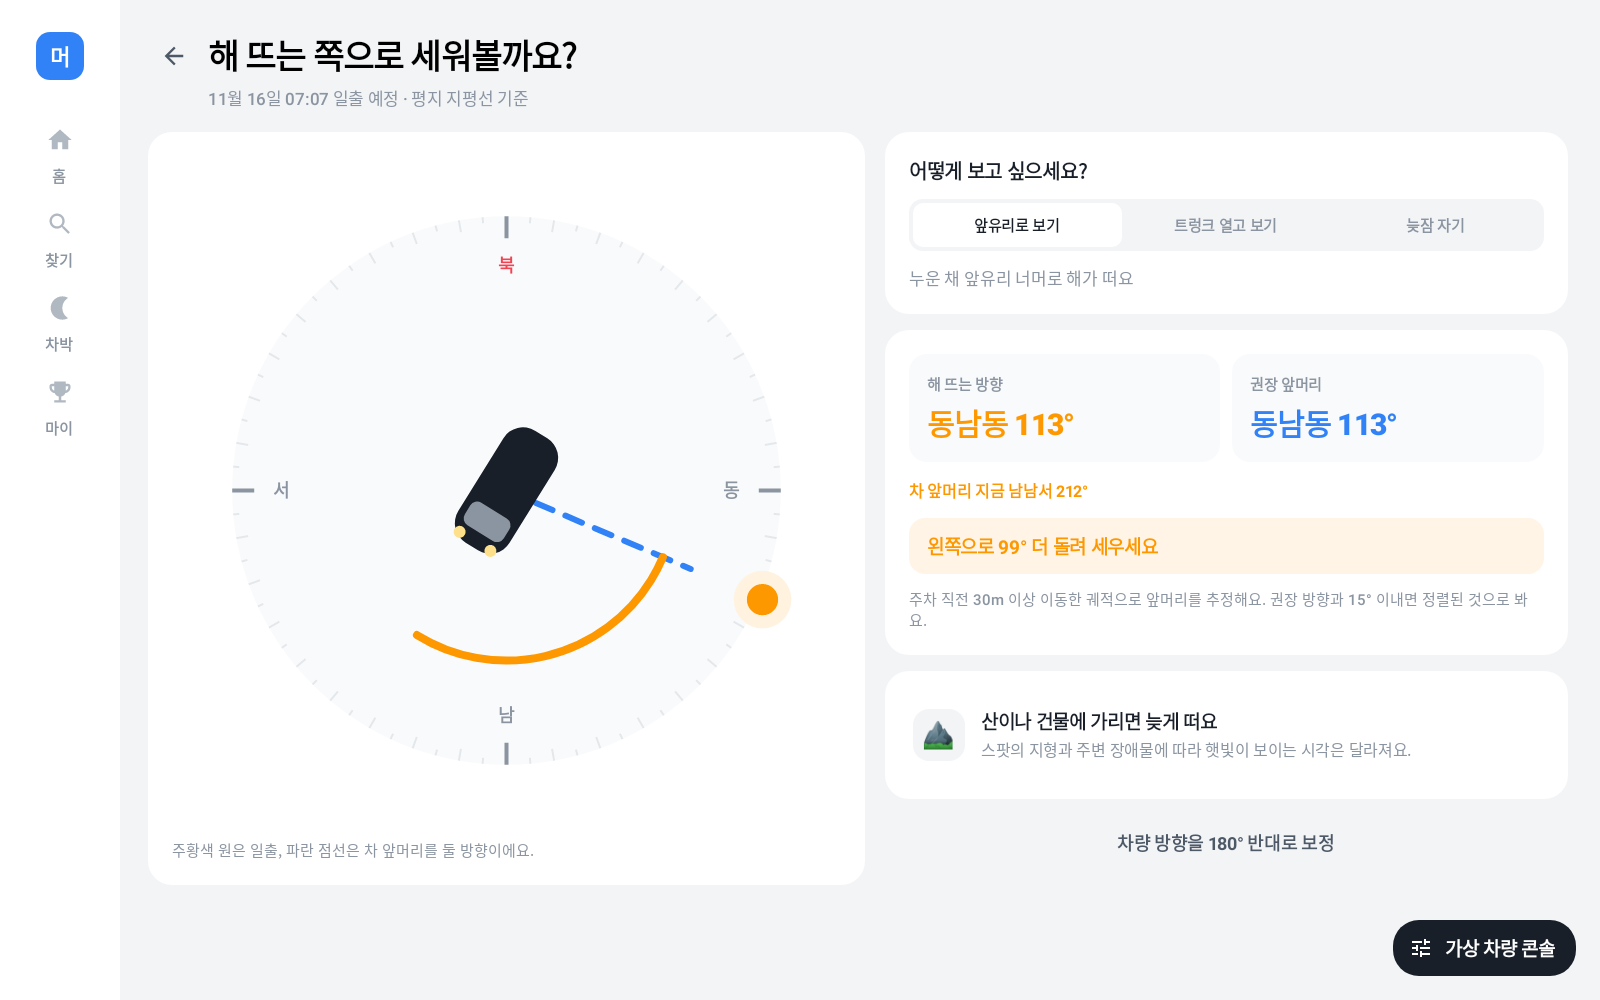 머
홈
찾기
차박
마이
해 뜨는 쪽으로 세워볼까요?
11월 16일 07:07 일출 예정 · 평지 지평선 기준
북
서
동
남
주황색 원은 일출, 파란 점선은 차 앞머리를 둘 방향이에요.
어떻게 보고 싶으세요?
앞유리로 보기
트렁크 열고 보기
늦잠 자기
누운 채 앞유리 너머로 해가 떠요
해 뜨는 방향
동남동 113°
권장 앞머리
동남동 113°
차 앞머리 지금 남남서 212°
왼쪽으로 99° 더 돌려 세우세요
주차 직전 30m 이상 이동한 궤적으로 앞머리를 추정해요. 권장 방향과 15° 이내면 정렬된 것으로 봐
요.
산이나 건물에 가리면 늦게 떠요
스팟의 지형과 주변 장애물에 따라 햇빛이 보이는 시각은 달라져요.
차량 방향을 180° 반대로 보정
가상 차량 콘솔